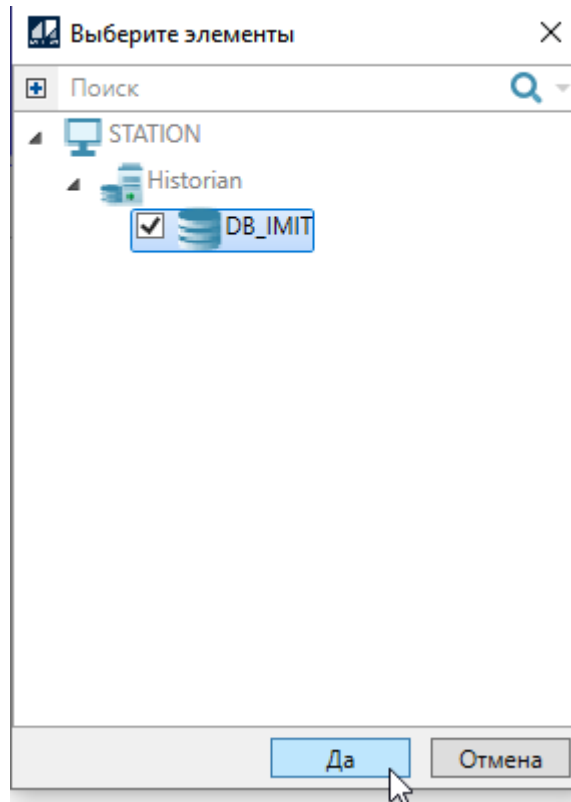 Выберите элементы
Поиск
STATION
Historian
DB_IMIT
Да
Отмена